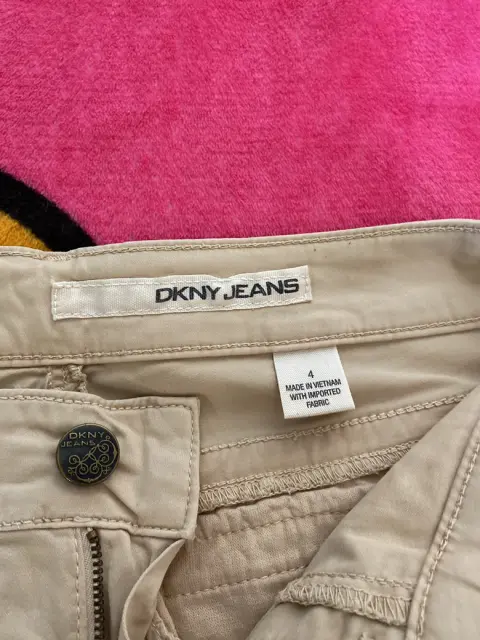 DKNY JEANS
4
MADE IN VIETNAM
WITH IMPORTED
FABRIC
DKNY
JEANS